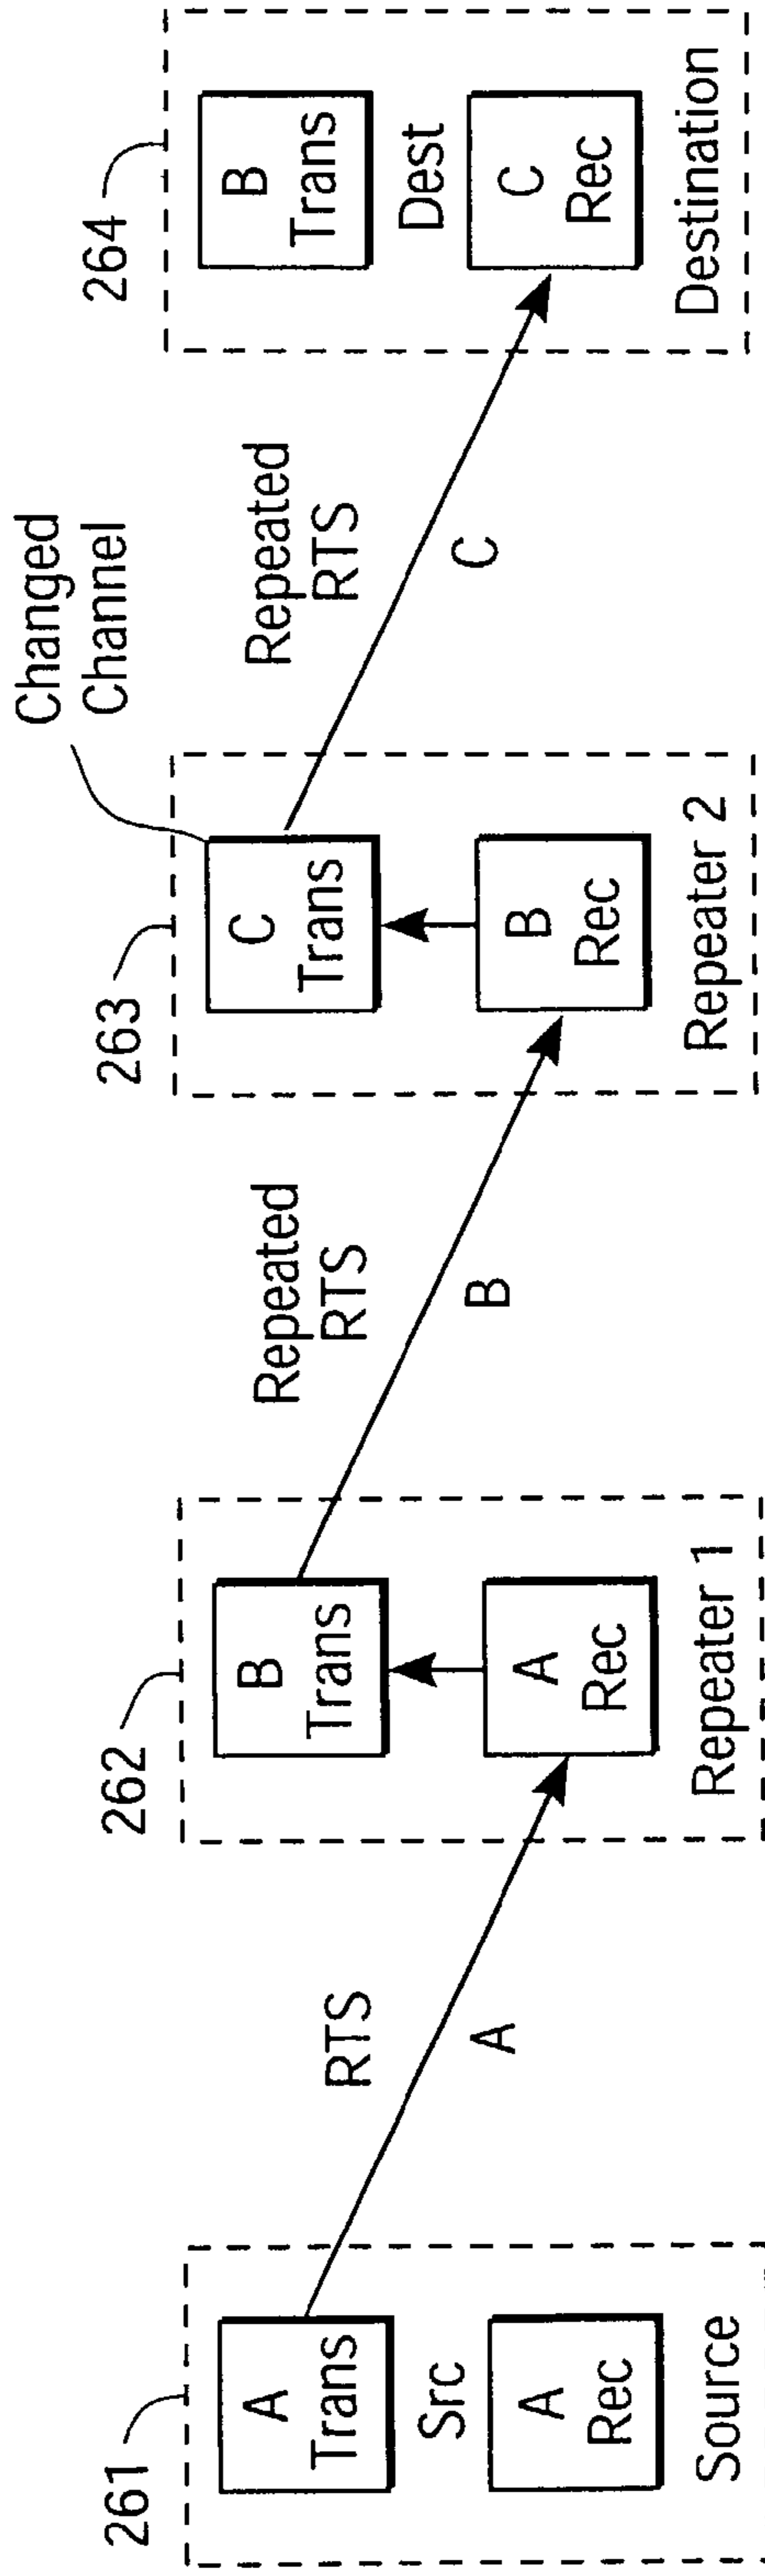 261
A
Trans
Src
A
Rec
Source
RTS
A
262
B
Trans
A
Rec
Repeater 1
Repeated
RTS
B
263
Changed
Channel
C
Trans
B
Rec
Repeater 2
Repeated
RTS
C
264
B
Trans
Dest
C
Rec
Destination